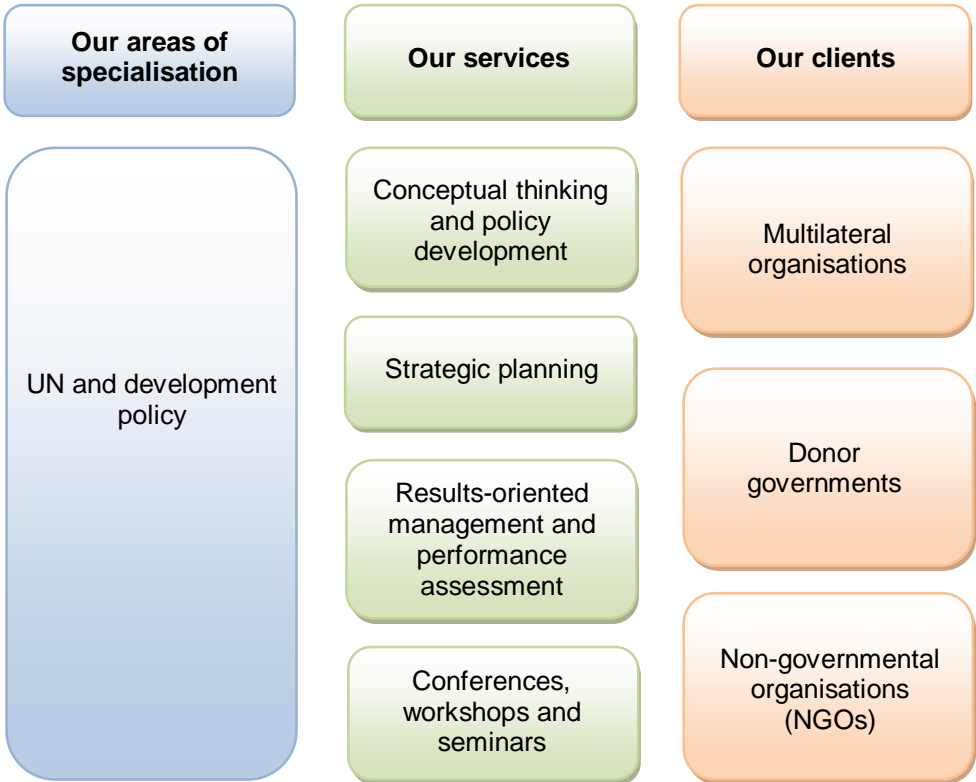 Our areas of
specialisation
Our services
Our clients
UN and development
policy
Conceptual thinking
and policy
development
Strategic planning
Results-oriented
management and
performance
assessment
Conferences,
workshops and
seminars
Multilateral
organisations
Donor
governments
Non-governmental
organisations
(NGOs)